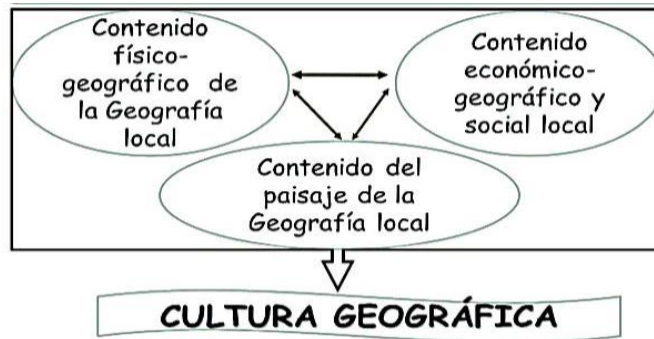 Contenido
físico-
geográfico de
la Geografía
local
Contenido
económico-
geográfico y
social local
Contenido del
paisaje de la
Geografía local
CULTURA GEOGRÁFICA